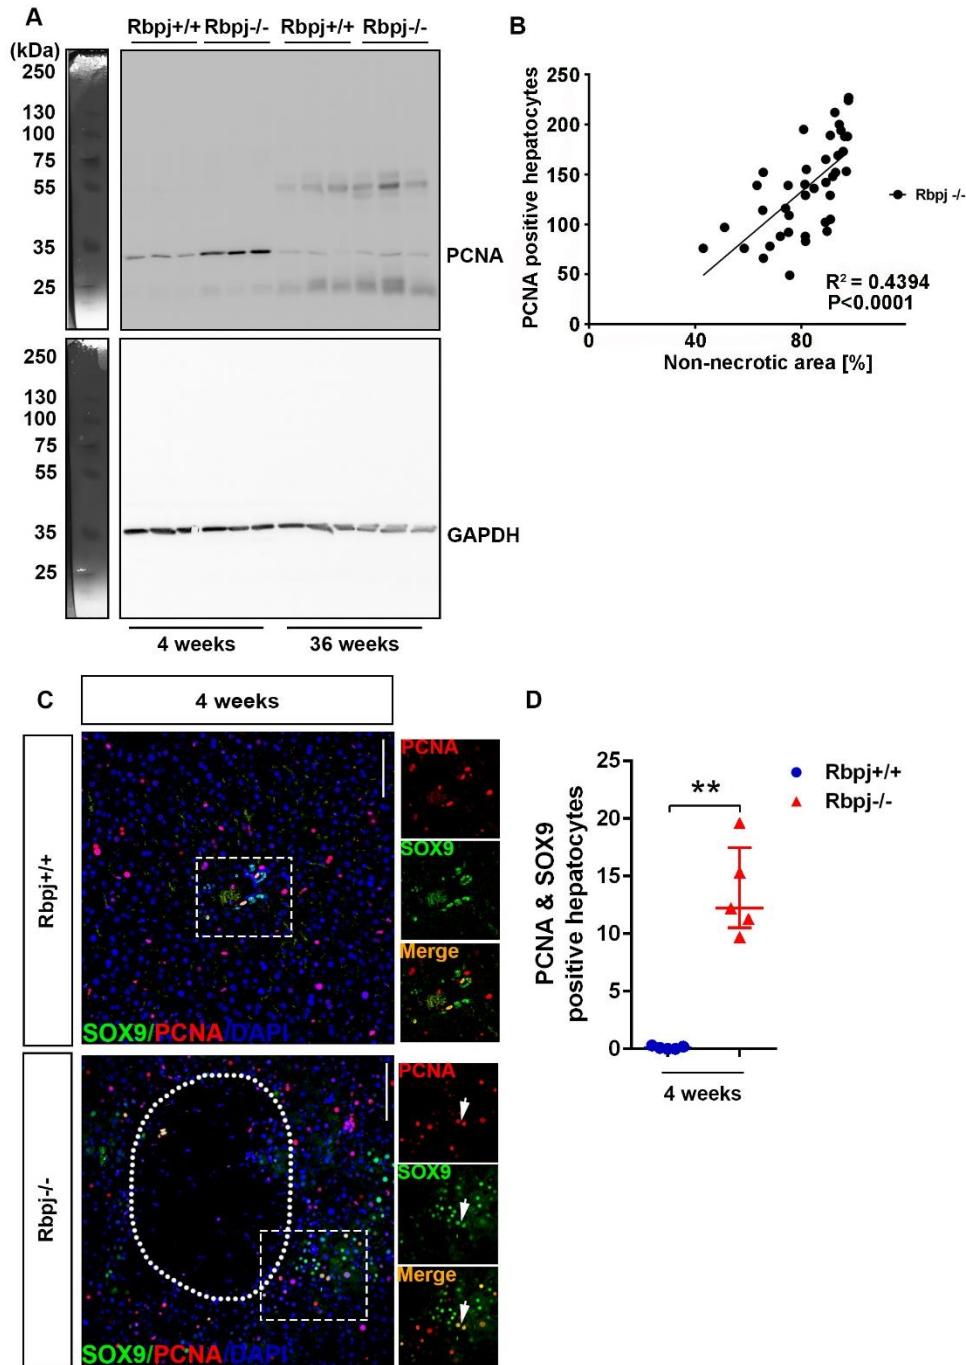 A
Rbpj+/+ Rbpj-/- Rbpj+/+ Rbpj-/-
(kDa)
250
130
100
75
55
35
25
PCNA
250
130
100
75
55
35
25
GAPDH
4 weeks 36 weeks
B
PCNA positive hepatocytes
250
200
150
100
50
0
0 40 80
Non-necrotic area [%]
Rbpj -/-
R² = 0.4394
P<0.0001
C
4 weeks
Rbpj+/+
SOX9/PCNA/DAPI
PCNA
SOX9
Merge
Rbpj-/-
SOX9/PCNA/DAPI
PCNA
SOX9
Merge
D
PCNA & SOX9
positive hepatocytes
25
20
15
10
5
0
**
4 weeks
Rbpj+/+
Rbpj-/-